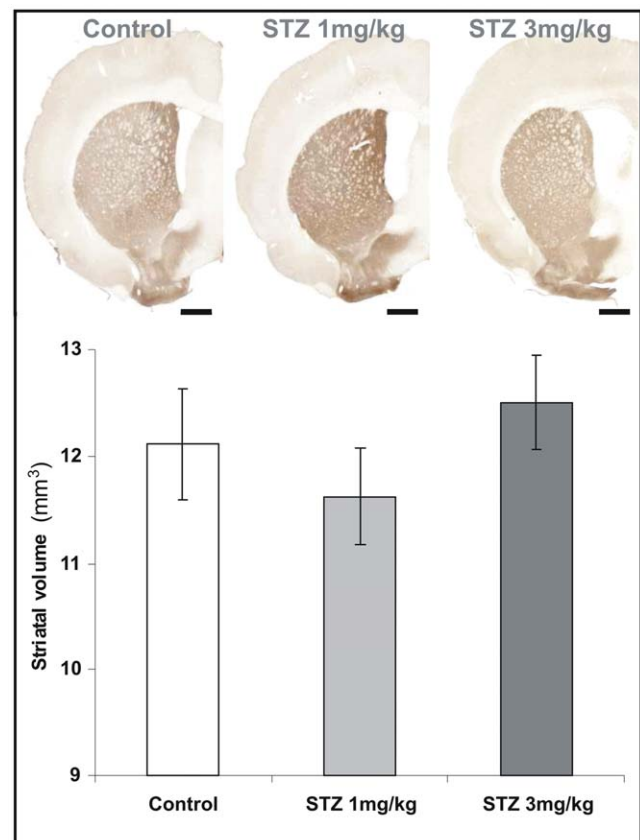 Control STZ 1mg/kg STZ 3mg/kg
13
12
11
10
9
Striatal volume (mm³)
Control STZ 1mg/kg STZ 3mg/kg